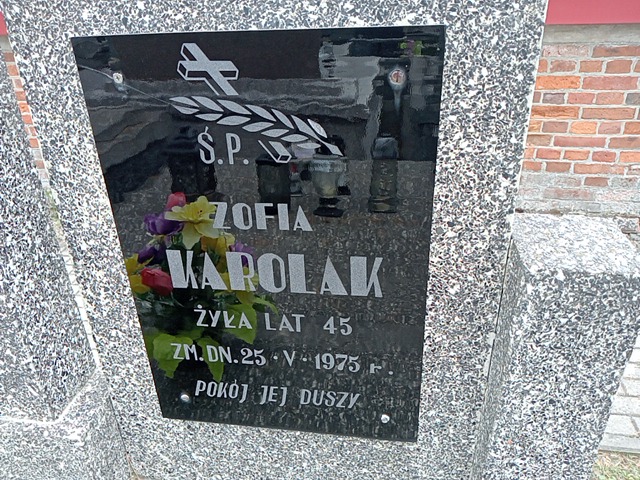 Ś.P.
ZOFIA
KAROLAK
ŻYŁA LAT 45
ZM. DN. 25 · V · 1975 r.
POKÓJ JEJ DUSZY